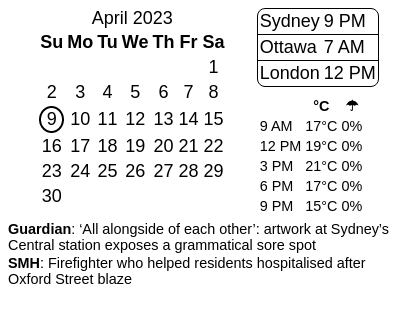 April 2023
Su Mo Tu We Th Fr Sa
1
2 3 4 5 6 7 8
9 10 11 12 13 14 15
16 17 18 19 20 21 22
23 24 25 26 27 28 29
30
Sydney 9 PM
Ottawa 7 AM
London 12 PM
°C ☂
9 AM 17°C 0%
12 PM 19°C 0%
3 PM 21°C 0%
6 PM 17°C 0%
9 PM 15°C 0%
Guardian: ‘All alongside of each other’: artwork at Sydney’s
Central station exposes a grammatical sore spot
SMH: Firefighter who helped residents hospitalised after
Oxford Street blaze